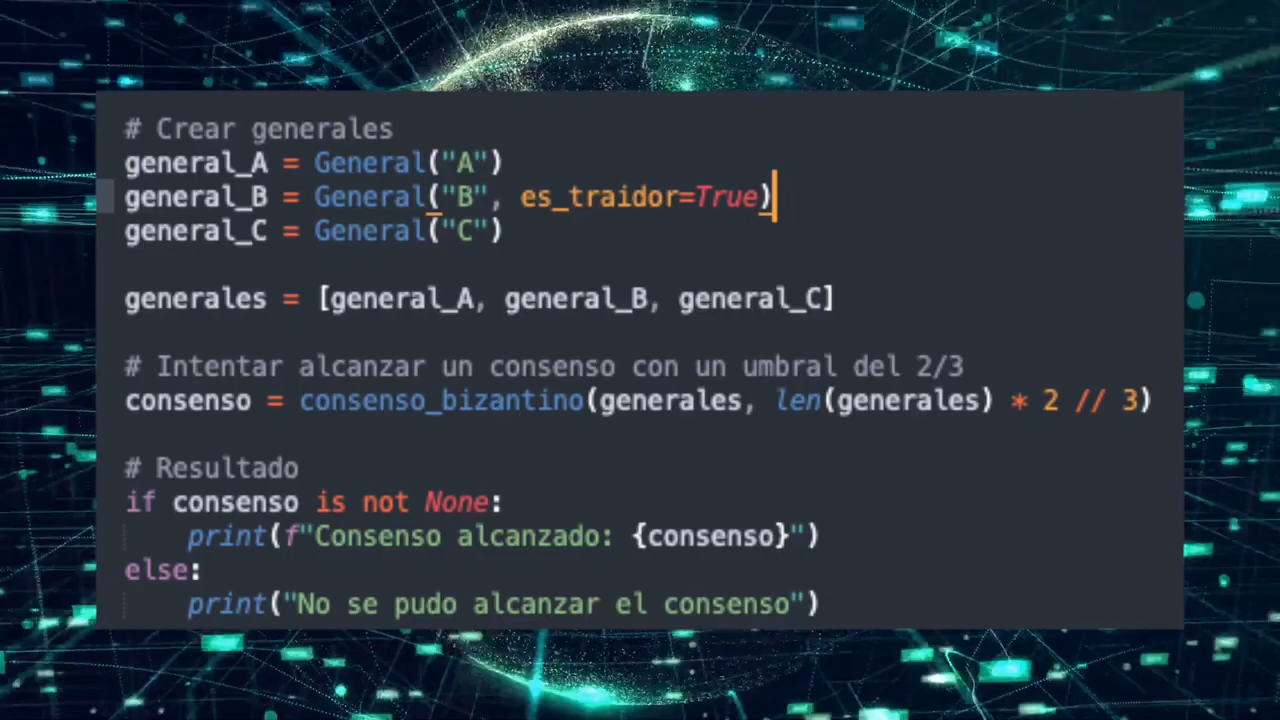 # Crear generales
general_A = General("A")
general_B = General("B", es_traidor=True)
general_C = General("C")
generales = [general_A, general_B, general_C]
# Intentar alcanzar un consenso con un umbral del 2/3
consenso = consenso_bizantino(generales, len(generales) * 2 // 3)
# Resultado
if consenso is not None:
    print(f"Consenso alcanzado: {consenso}")
else:
    print("No se pudo alcanzar el consenso")